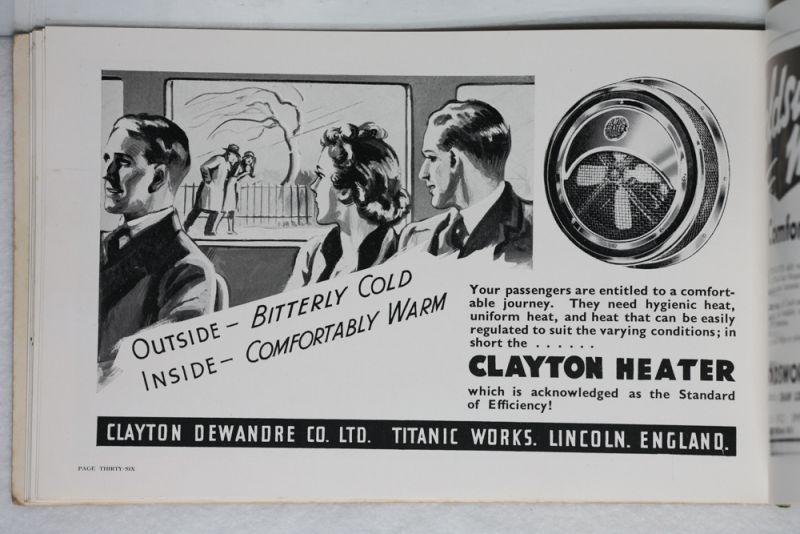 OUTSIDE – BITTERLY COLD
INSIDE – COMFORTABLY WARM
Your passengers are entitled to a comfort-
able journey. They need hygienic heat,
uniform heat, and heat that can be easily
regulated to suit the varying conditions; in
short the . . . . . .
CLAYTON HEATER
which is acknowledged as the Standard
of Efficiency!
CLAYTON DEWANDRE CO. LTD. TITANIC WORKS. LINCOLN. ENGLAND.
PAGE THIRTY-SIX